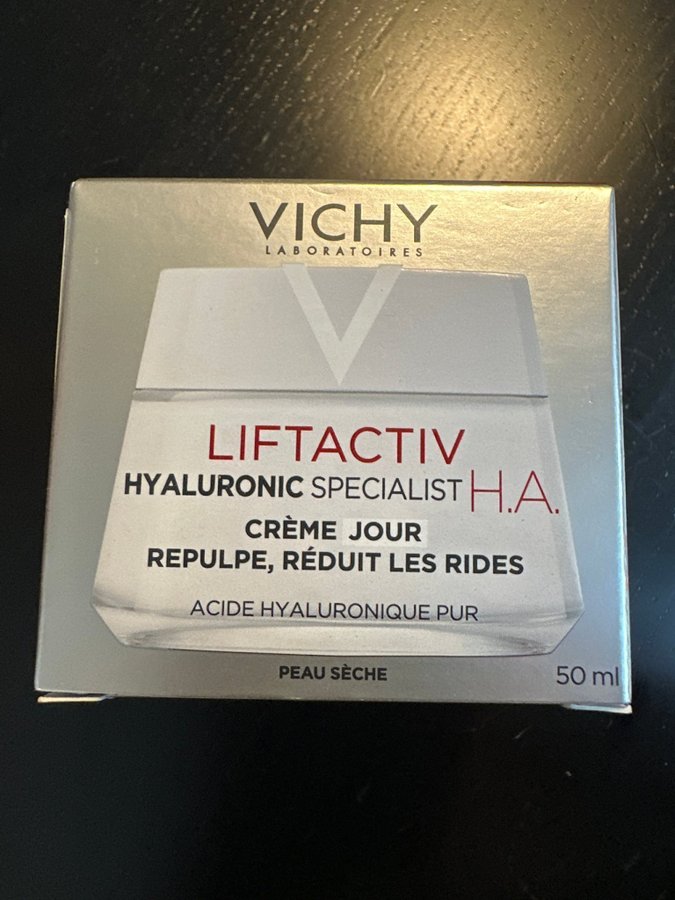 VICHY
LABORATOIRES
LIFTACTIV
HYALURONIC SPECIALIST H.A.
CRÈME JOUR
REPULPE, RÉDUIT LES RIDES
ACIDE HYALURONIQUE PUR
PEAU SÈCHE
50 ml